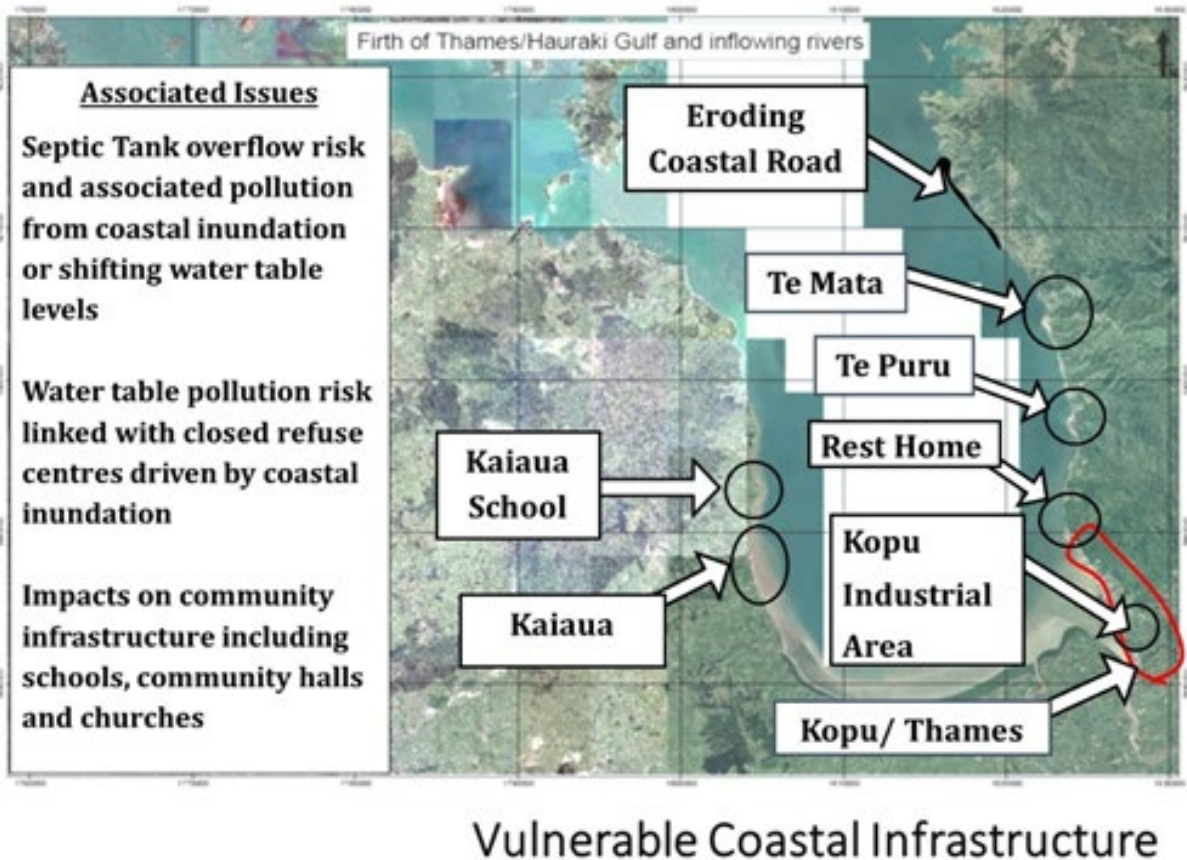 Firth of Thames/Hauraki Gulf and inflowing rivers
Associated Issues
Septic Tank overflow risk
and associated pollution
from coastal inundation
or shifting water table
levels
Water table pollution risk
linked with closed refuse
centres driven by coastal
inundation
Impacts on community
infrastructure including
schools, community halls
and churches
Eroding
Coastal Road
Te Mata
Te Puru
Rest Home
Kaiaua
School
Kopu
Industrial
Area
Kaiaua
Kopu/ Thames
Vulnerable Coastal Infrastructure